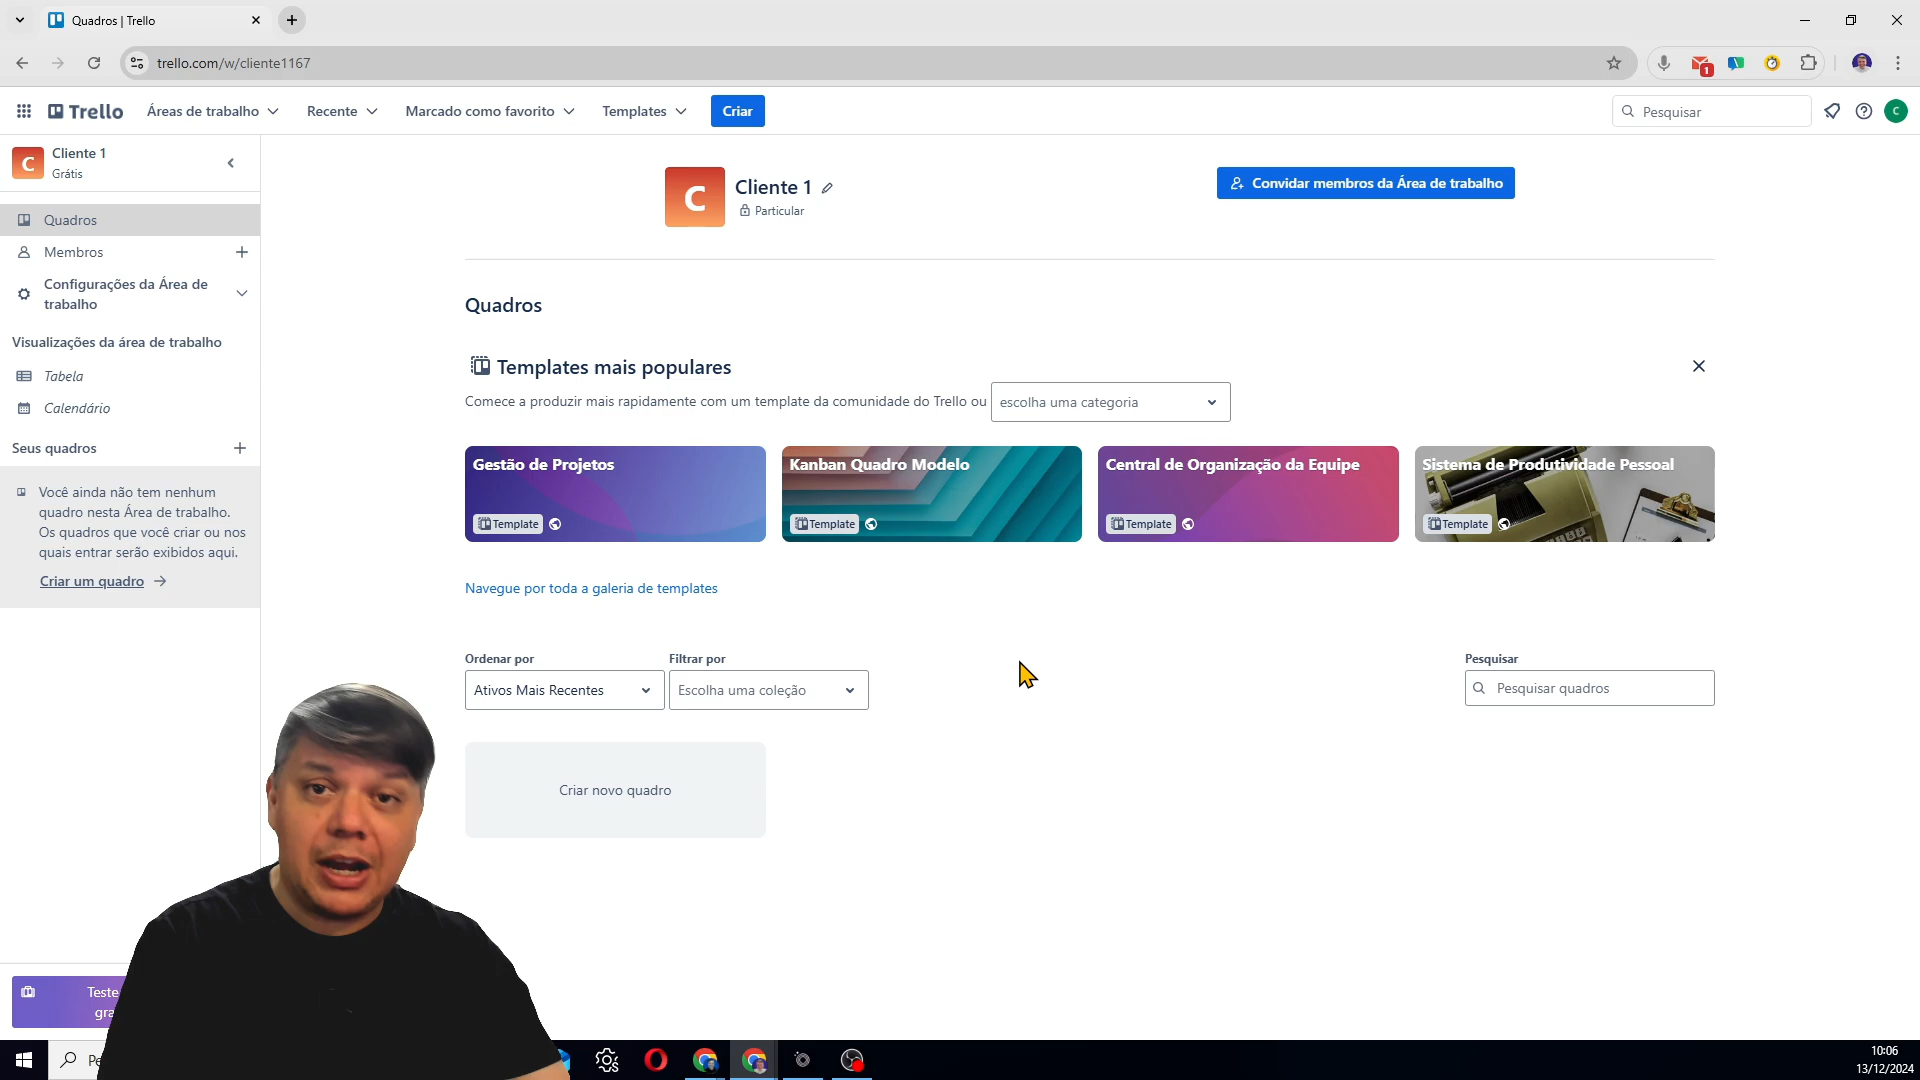 Quadros | Trello
trello.com/w/cliente1167
1
Trello
Áreas de trabalho
Recente
Marcado como favorito
Templates
Criar
Pesquisar
C
C
Cliente 1
Grátis
Quadros
Membros
Configurações da Área de
trabalho
Visualizações da área de trabalho
Tabela
Calendário
Seus quadros
Você ainda não tem nenhum
quadro nesta Área de trabalho.
Os quadros que você criar ou nos
quais entrar serão exibidos aqui.
Criar um quadro
Teste
C
Cliente 1
Particular
Convidar membros da Área de trabalho
Quadros
Templates mais populares
Comece a produzir mais rapidamente com um template da comunidade do Trello ou
escolha uma categoria
Gestão de Projetos
Template
Kanban Quadro Modelo
Template
Central de Organização da Equipe
Template
Sistema de Produtividade Pessoal
Template
Navegue por toda a galeria de templates
Ordenar por
Ativos Mais Recentes
Filtrar por
Escolha uma coleção
Pesquisar
Pesquisar quadros
Criar novo quadro
10:06
13/12/2024